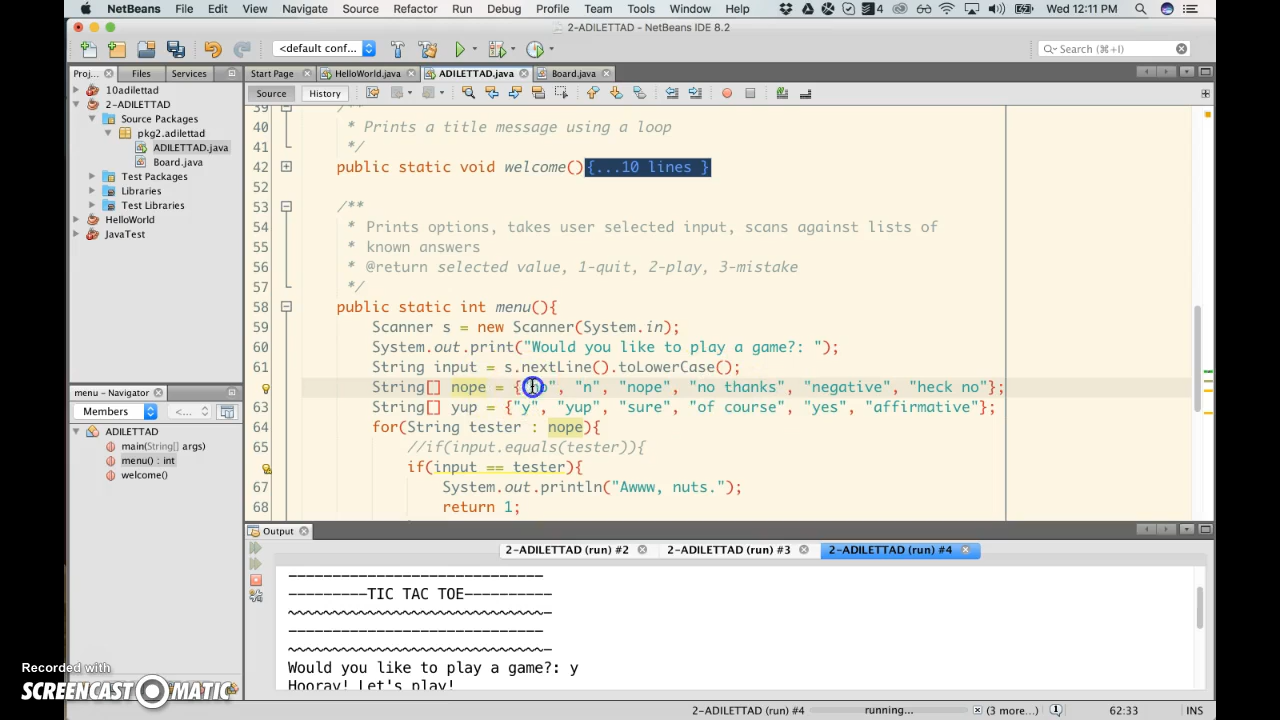 NetBeans File Edit View Navigate Source Refactor Run Debug Profile Team Tools Window Help 4 Wed 12:11 PM
2-ADILETTAD - NetBeans IDE 8.2
<default conf... Search (⌘+I)
Proj... Files Services Start Page HelloWorld.java ADILETTAD.java Board.java
Source History
10adilettad
2-ADILETTAD
Source Packages
pkg2.adilettad
ADILETTAD.java
Board.java
Test Packages
Libraries
Test Libraries
HelloWorld
JavaTest
39 /**
40 * Prints a title message using a loop
41 */
42 public static void welcome(){...10 lines }
52
53 /**
54 * Prints options, takes user selected input, scans against lists of
55 * known answers
56 * @return selected value, 1-quit, 2-play, 3-mistake
57 */
58 public static int menu(){
59 Scanner s = new Scanner(System.in);
60 System.out.print("Would you like to play a game?: ");
61 String input = s.nextLine().toLowerCase();
String[] nope = {"no", "n", "nope", "no thanks", "negative", "heck no"};
63 String[] yup = {"y", "yup", "sure", "of course", "yes", "affirmative"};
64 for(String tester : nope){
65 //if(input.equals(tester)){
if(input == tester){
67 System.out.println("Awww, nuts.");
68 return 1;
menu - Navigator
Members <...
ADILETTAD
main(String[] args)
menu() : int
welcome()
Output
2-ADILETTAD (run) #2 2-ADILETTAD (run) #3 2-ADILETTAD (run) #4
-----------------------------
---------TIC TAC TOE----------
~~~~~~~~~~~~~~~~~~~~~~~~~~~~~-
-----------------------------
~~~~~~~~~~~~~~~~~~~~~~~~~~~~~-
Would you like to play a game?: y
Hooray! Let's play!
2-ADILETTAD (run) #4 running... (3 more...) 62:33 INS
Recorded with
SCREENCAST-O-MATIC